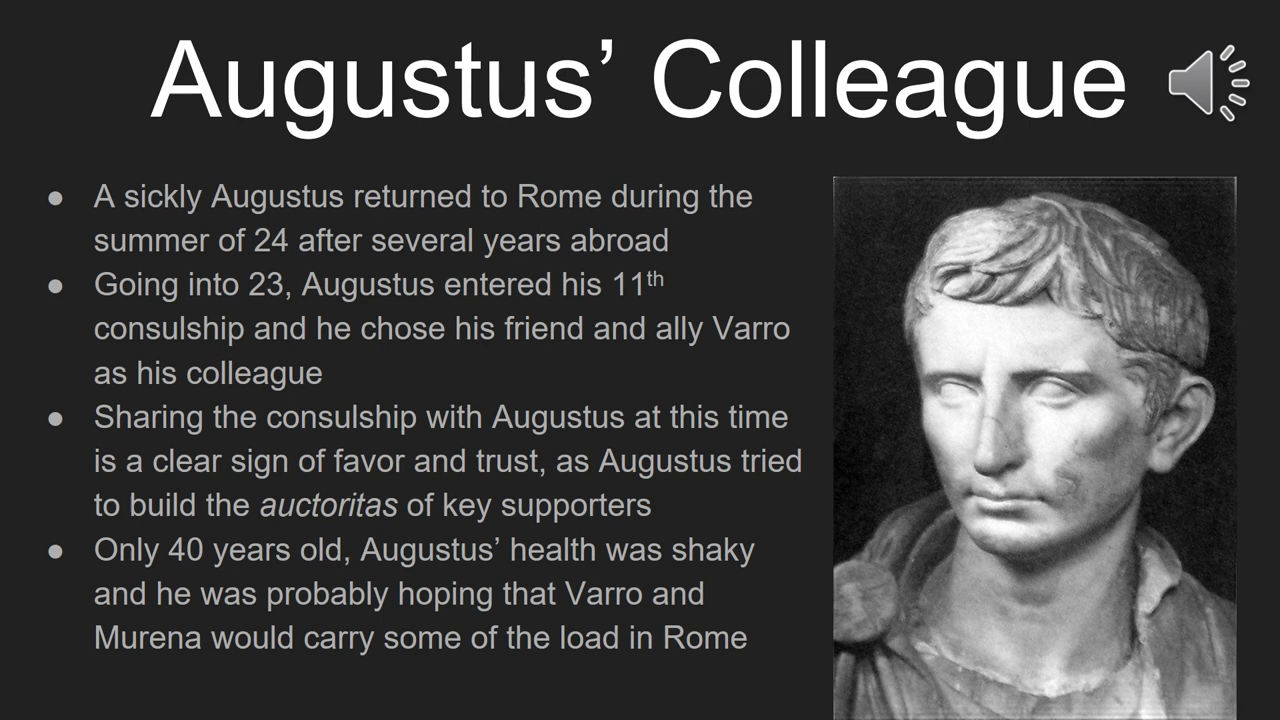 Augustus’ Colleague
● A sickly Augustus returned to Rome during the
summer of 24 after several years abroad
● Going into 23, Augustus entered his 11th
consulship and he chose his friend and ally Varro
as his colleague
● Sharing the consulship with Augustus at this time
is a clear sign of favor and trust, as Augustus tried
to build the auctoritas of key supporters
● Only 40 years old, Augustus’ health was shaky
and he was probably hoping that Varro and
Murena would carry some of the load in Rome